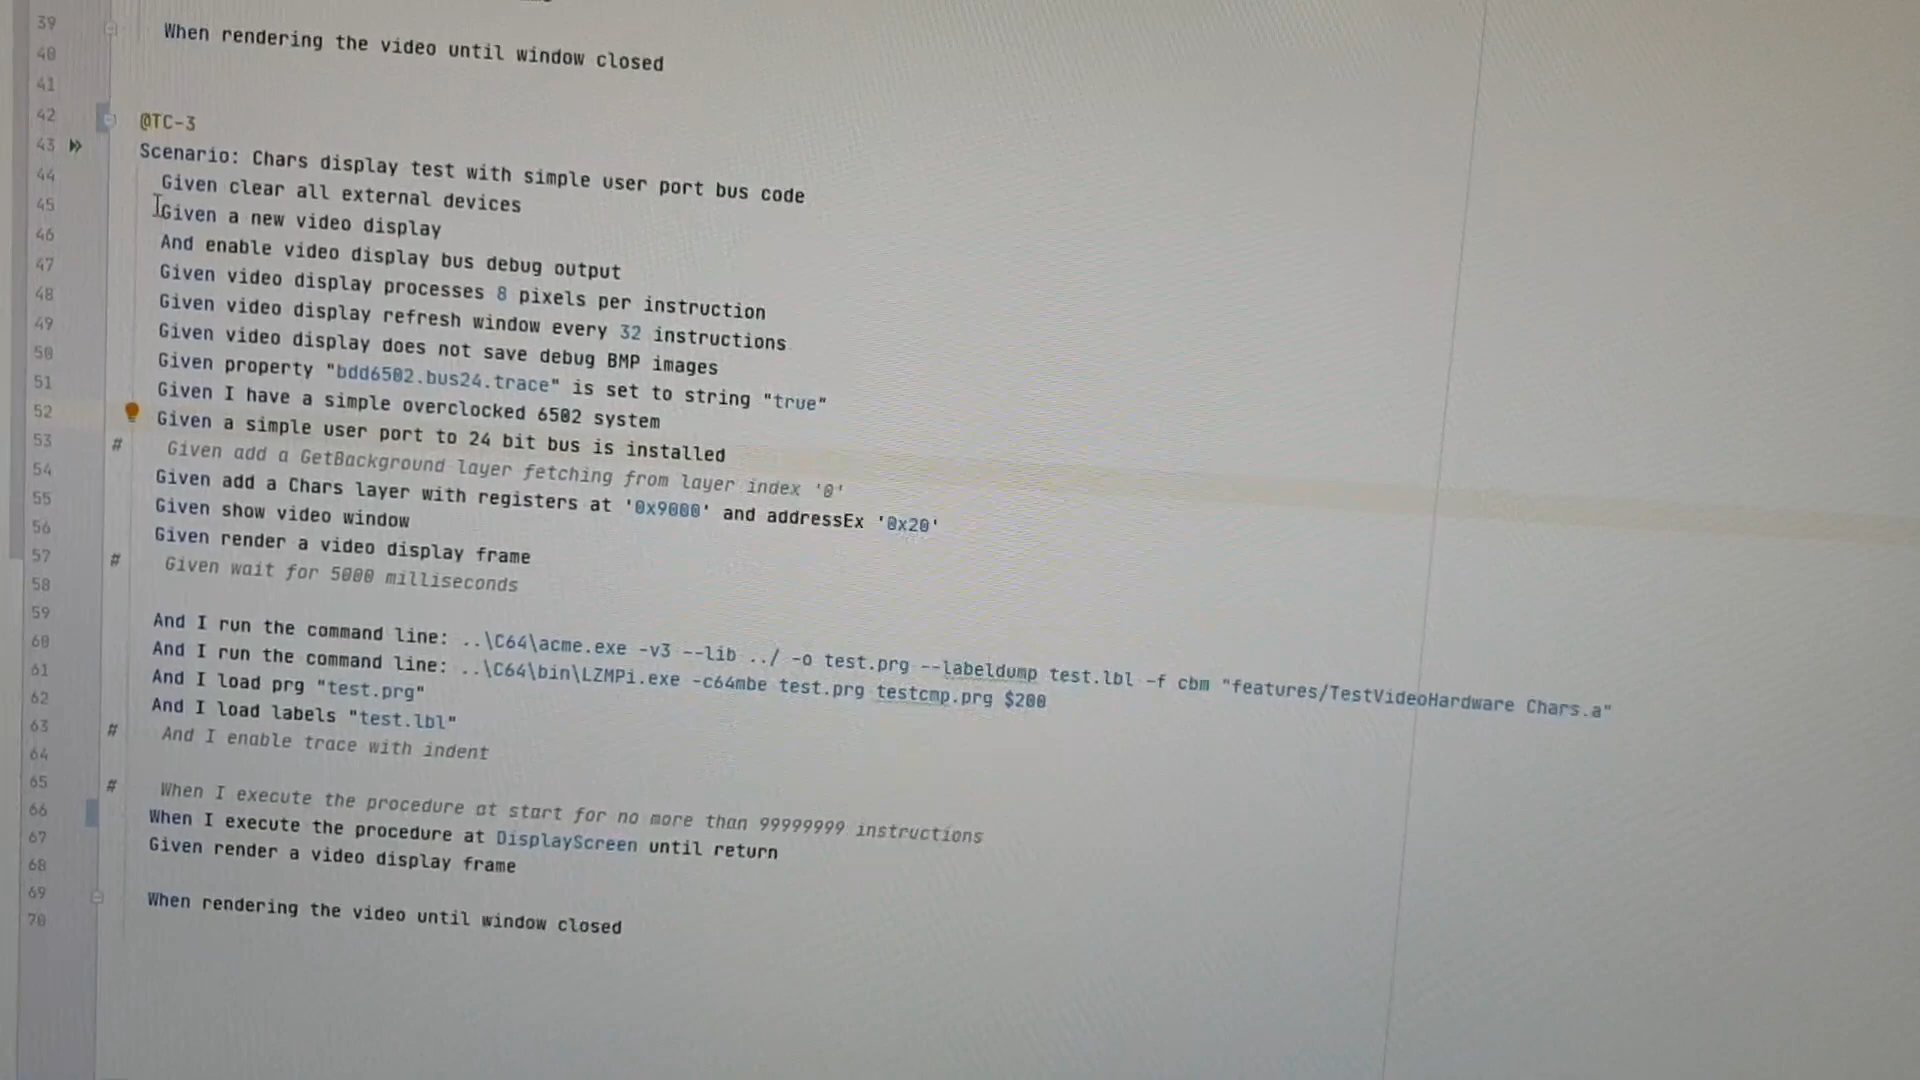 39
When rendering the video until window closed
40
41
42
@TC-3
43
Scenario: Chars display test with simple user port bus code
44
Given clear all external devices
45
Given a new video display
46
And enable video display bus debug output
47
Given video display processes 8 pixels per instruction
48
Given video display refresh window every 32 instructions
49
Given video display does not save debug BMP images
50
Given property "bdd6502.bus24.trace" is set to string "true"
51
Given I have a simple overclocked 6502 system
52
Given a simple user port to 24 bit bus is installed
53
# Given add a GetBackground layer fetching from layer index '0'
54
Given add a Chars layer with registers at '0x9000' and addressEx '0x20'
55
Given show video window
56
Given render a video display frame
57
# Given wait for 5000 milliseconds
58
59
And I run the command line: ..\C64\acme.exe -v3 --lib ../ -o test.prg --labeldump test.lbl -f cbm "features/TestVideoHardware Chars.a"
60
And I run the command line: ..\C64\bin\LZMPi.exe -c64mbe test.prg testcmp.prg $200
61
And I load prg "test.prg"
62
And I load labels "test.lbl"
63
# And I enable trace with indent
64
65
# When I execute the procedure at start for no more than 99999999 instructions
66
When I execute the procedure at DisplayScreen until return
67
Given render a video display frame
68
69
When rendering the video until window closed
70